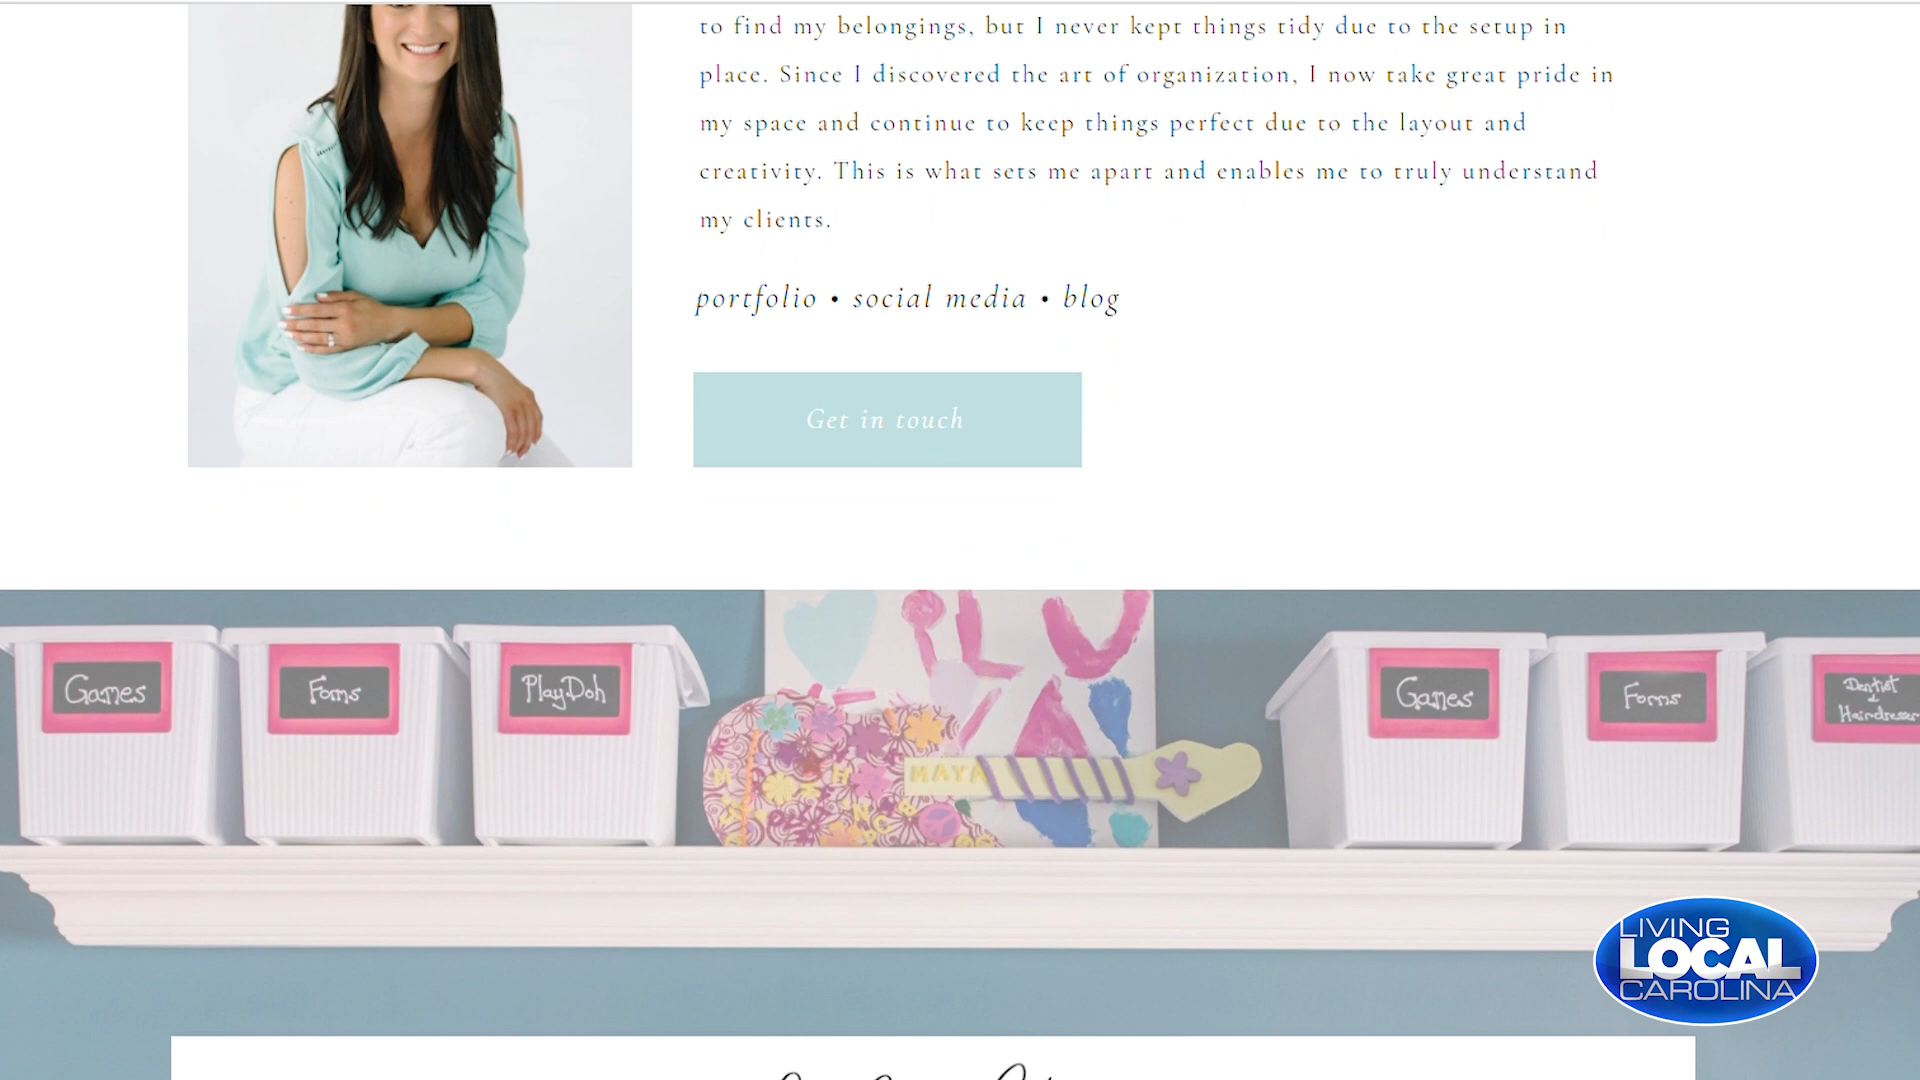 to find my belongings, but I never kept things tidy due to the setup in
place. Since I discovered the art of organization, I now take great pride in
my space and continue to keep things perfect due to the layout and
creativity. This is what sets me apart and enables me to truly understand
my clients.
portfolio • social media • blog
Get in touch
Games
Forms
PlayDoh
MAYA
Games
Forms
Dentist
&
Hairdresser
LIVING
LOCAL
CAROLINA